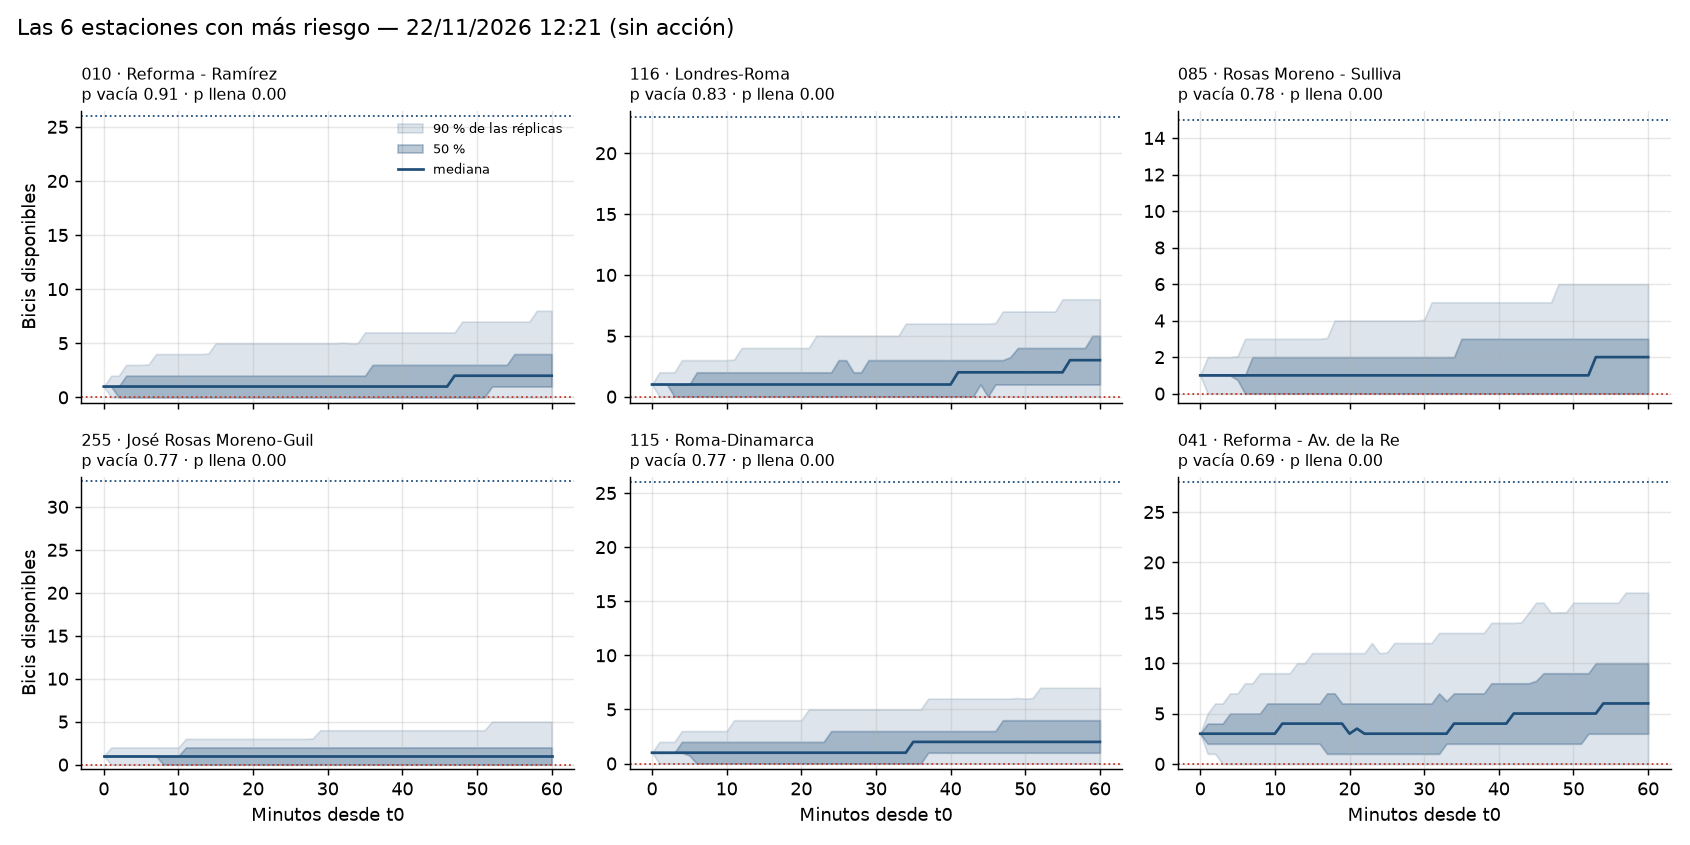 Las 6 estaciones con más riesgo — 22/11/2026 12:21 (sin acción)
010 · Reforma - Ramírez
p vacía 0.91 · p llena 0.00
90 % de las réplicas
50 %
mediana
Bicis disponibles
25
20
15
10
5
0
116 · Londres-Roma
p vacía 0.83 · p llena 0.00
20
15
10
5
0
085 · Rosas Moreno - Sulliva
p vacía 0.78 · p llena 0.00
14
12
10
8
6
4
2
0
255 · José Rosas Moreno-Guil
p vacía 0.77 · p llena 0.00
Bicis disponibles
30
25
20
15
10
5
0
0 10 20 30 40 50 60
Minutos desde t0
115 · Roma-Dinamarca
p vacía 0.77 · p llena 0.00
25
20
15
10
5
0
0 10 20 30 40 50 60
Minutos desde t0
041 · Reforma - Av. de la Re
p vacía 0.69 · p llena 0.00
25
20
15
10
5
0
0 10 20 30 40 50 60
Minutos desde t0